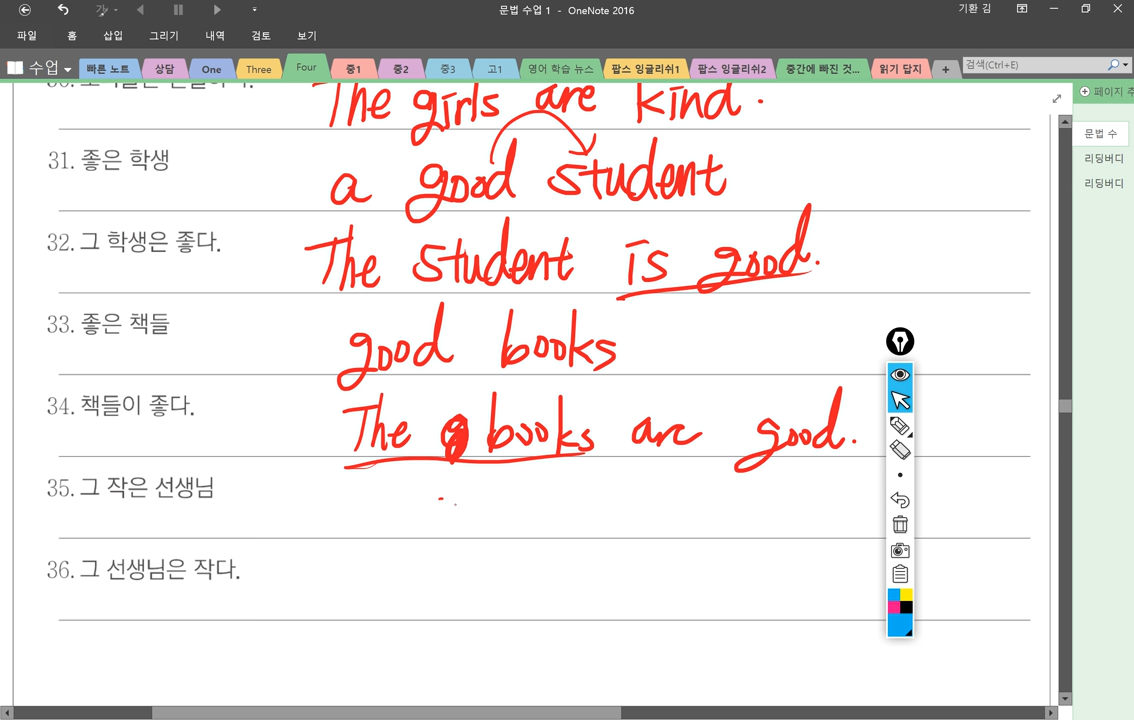 문법 수업 1 - OneNote 2016
기환 김
파일 홈 삽입 그리기 내역 검토 보기
수업 빠른 노트 상담 One Three Four 중1 중2 중3 고1 영어 학습 뉴스 팝스 잉글리쉬1 팝스 잉글리쉬2 중간에 빠진 것... 읽기 답지 + 검색(Ctrl+E)
페이지 추
문법 수
리딩버디
리딩버디
The girls are kind.
31. 좋은 학생 a good student
32. 그 학생은 좋다. The student is good.
33. 좋은 책들 good books
34. 책들이 좋다. The books are good.
35. 그 작은 선생님
36. 그 선생님은 작다.